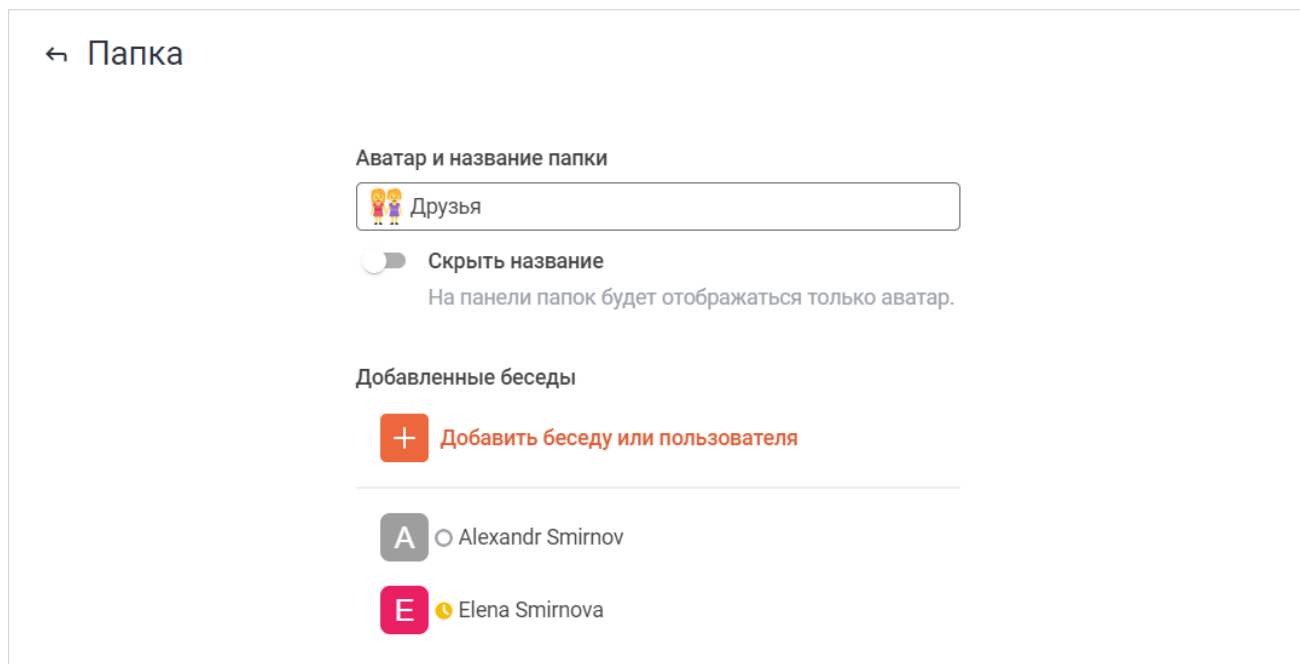 Папка
Аватар и название папки
👭 Друзья
Скрыть название
На панели папок будет отображаться только аватар.
Добавленные беседы
+ Добавить беседу или пользователя
A Alexandr Smirnov
E Elena Smirnova